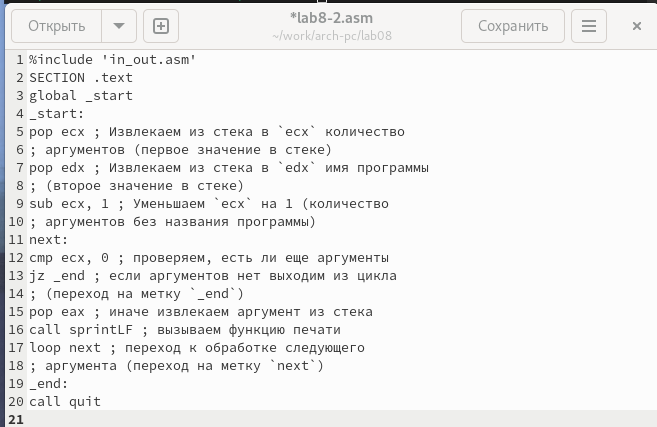 Открыть
*lab8-2.asm
~/work/arch-pc/lab08
Сохранить
1 %include 'in_out.asm'
2 SECTION .text
3 global _start
4 _start:
5 pop ecx ; Извлекаем из стека в `ecx` количество
6 ; аргументов (первое значение в стеке)
7 pop edx ; Извлекаем из стека в `edx` имя программы
8 ; (второе значение в стеке)
9 sub ecx, 1 ; Уменьшаем `ecx` на 1 (количество
10 ; аргументов без названия программы)
11 next:
12 cmp ecx, 0 ; проверяем, есть ли еще аргументы
13 jz _end ; если аргументов нет выходим из цикла
14 ; (переход на метку `_end`)
15 pop eax ; иначе извлекаем аргумент из стека
16 call sprintLF ; вызываем функцию печати
17 loop next ; переход к обработке следующего
18 ; аргумента (переход на метку `next`)
19 _end:
20 call quit
21